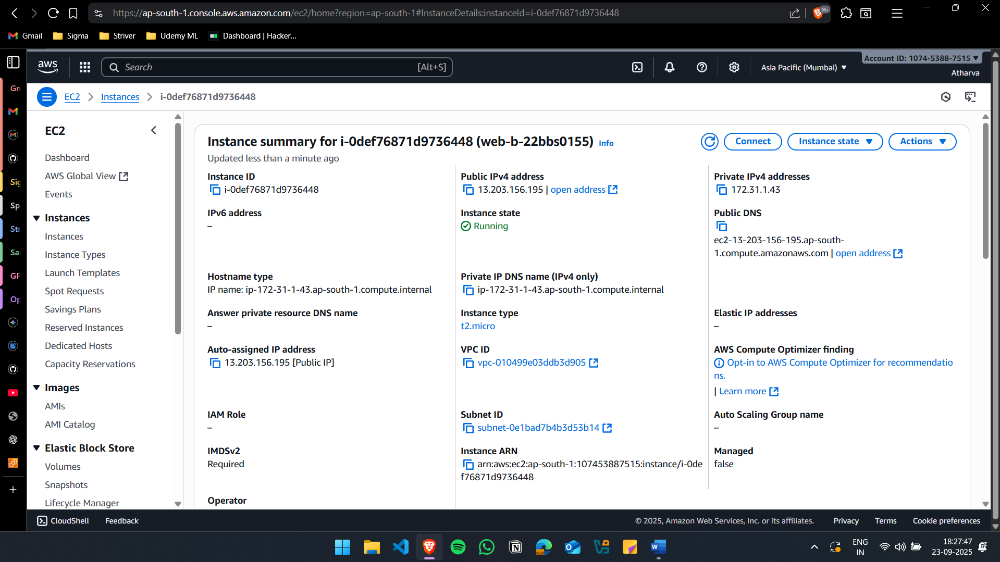 https://ap-south-1.console.aws.amazon.com/ec2/home?region=ap-south-1#InstanceDetails:instanceId=i-0def76871d9736448
99+
Gmail
Sigma
Striver
Udemy ML
Dashboard | Hacker...
aws
Search
[Alt+S]
Asia Pacific (Mumbai)
Account ID: 1074-5388-7515
Atharva
EC2
Instances
i-0def76871d9736448
Gn
Sig
Sp
Str
Sa
GF
Op
EC2
Dashboard
AWS Global View
Events
Instances
Instances
Instance Types
Launch Templates
Spot Requests
Savings Plans
Reserved Instances
Dedicated Hosts
Capacity Reservations
Images
AMIs
AMI Catalog
Elastic Block Store
Volumes
Snapshots
Lifecycle Manager
Instance summary for i-0def76871d9736448 (web-b-22bbs0155) Info
Updated less than a minute ago
Connect
Instance state
Actions
Instance ID
i-0def76871d9736448
Public IPv4 address
13.203.156.195 | open address
Private IPv4 addresses
172.31.1.43
IPv6 address
–
Instance state
Running
Public DNS
ec2-13-203-156-195.ap-south-
1.compute.amazonaws.com | open address
Hostname type
IP name: ip-172-31-1-43.ap-south-1.compute.internal
Private IP DNS name (IPv4 only)
ip-172-31-1-43.ap-south-1.compute.internal
Answer private resource DNS name
–
Instance type
t2.micro
Elastic IP addresses
–
Auto-assigned IP address
13.203.156.195 [Public IP]
VPC ID
vpc-010499e03ddb3d905
AWS Compute Optimizer finding
Opt-in to AWS Compute Optimizer for recommendatio
ns.
| Learn more
IAM Role
–
Subnet ID
subnet-0e1bad7b4b3d53b14
Auto Scaling Group name
–
IMDSv2
Required
Instance ARN
arn:aws:ec2:ap-south-1:107453887515:instance/i-0de
f76871d9736448
Managed
false
Operator
CloudShell
Feedback
© 2025, Amazon Web Services, Inc. or its affiliates.
Privacy
Terms
Cookie preferences
ENG
IN
18:27:47
23-09-2025